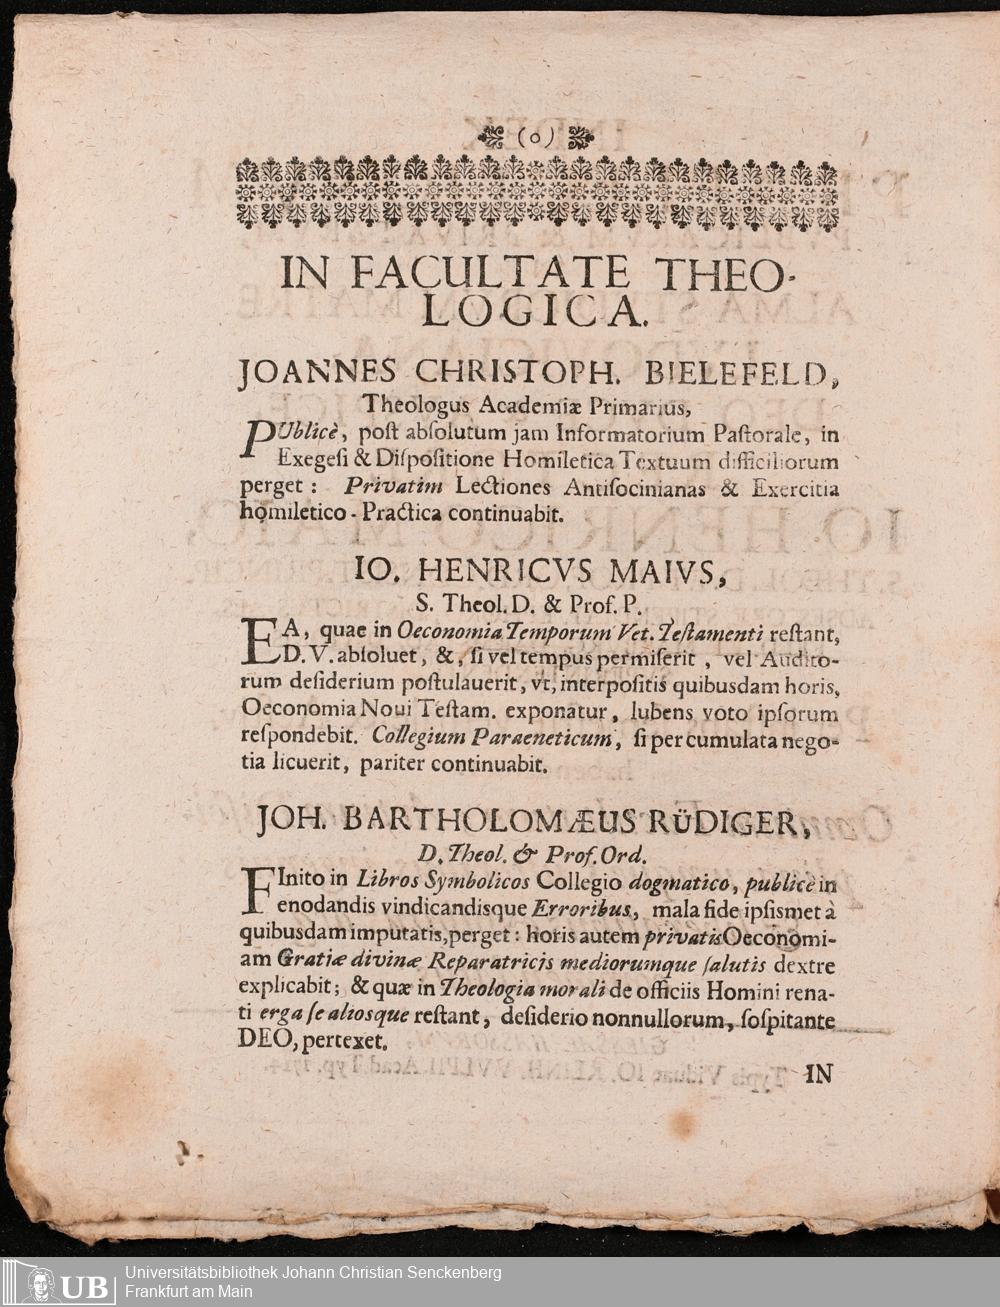 (o)
IN FACULTATE THEO-
LOGICA.
JOANNES CHRISTOPH. BIELEFELD,
Theologus Academiæ Primarius,
PUblicè, poſt abſolutum jam Informatorium Paſtorale, in
Exegeſi & Diſpoſitione Homiletica Textuum difficiliorum
perget: Privatim Lectiones Antiſocinianas & Exercitia
homiletico-Practica continuabit.
IO. HENRICVS MAIVS,
S. Theol. D. & Prof. P.
EA, quae in Oeconomia Temporum Vet. Teſtamenti reſtant,
D. V. abſoluet, &, ſi vel tempus permiſerit, vel Audito-
rum deſiderium poſtulauerit, vt, interpoſitis quibusdam horis,
Oeconomia Noui Teſtam. exponatur, lubens voto ipſorum
reſpondebit. Collegium Paraeneticum, ſi per cumulata nego-
tia licuerit, pariter continuabit.
JOH. BARTHOLOMÆUS RÜDIGER,
D. Theol. & Prof. Ord.
FInito in Libros Symbolicos Collegio dogmatico, publicè in
enodandis vindicandisque Erroribus, mala fide ipſismet à
quibusdam imputatis, perget: horis autem privatis Oeconomi-
am Gratiæ divinæ Reparatricis mediorumque ſalutis dextre
explicabit; & quæ in Theologia morali de officiis Homini rena-
ti erga ſe aliosque reſtant, deſiderio nonnullorum, ſoſpitante
DEO, pertexet.
IN
UB
Universitätsbibliothek Johann Christian Senckenberg
Frankfurt am Main